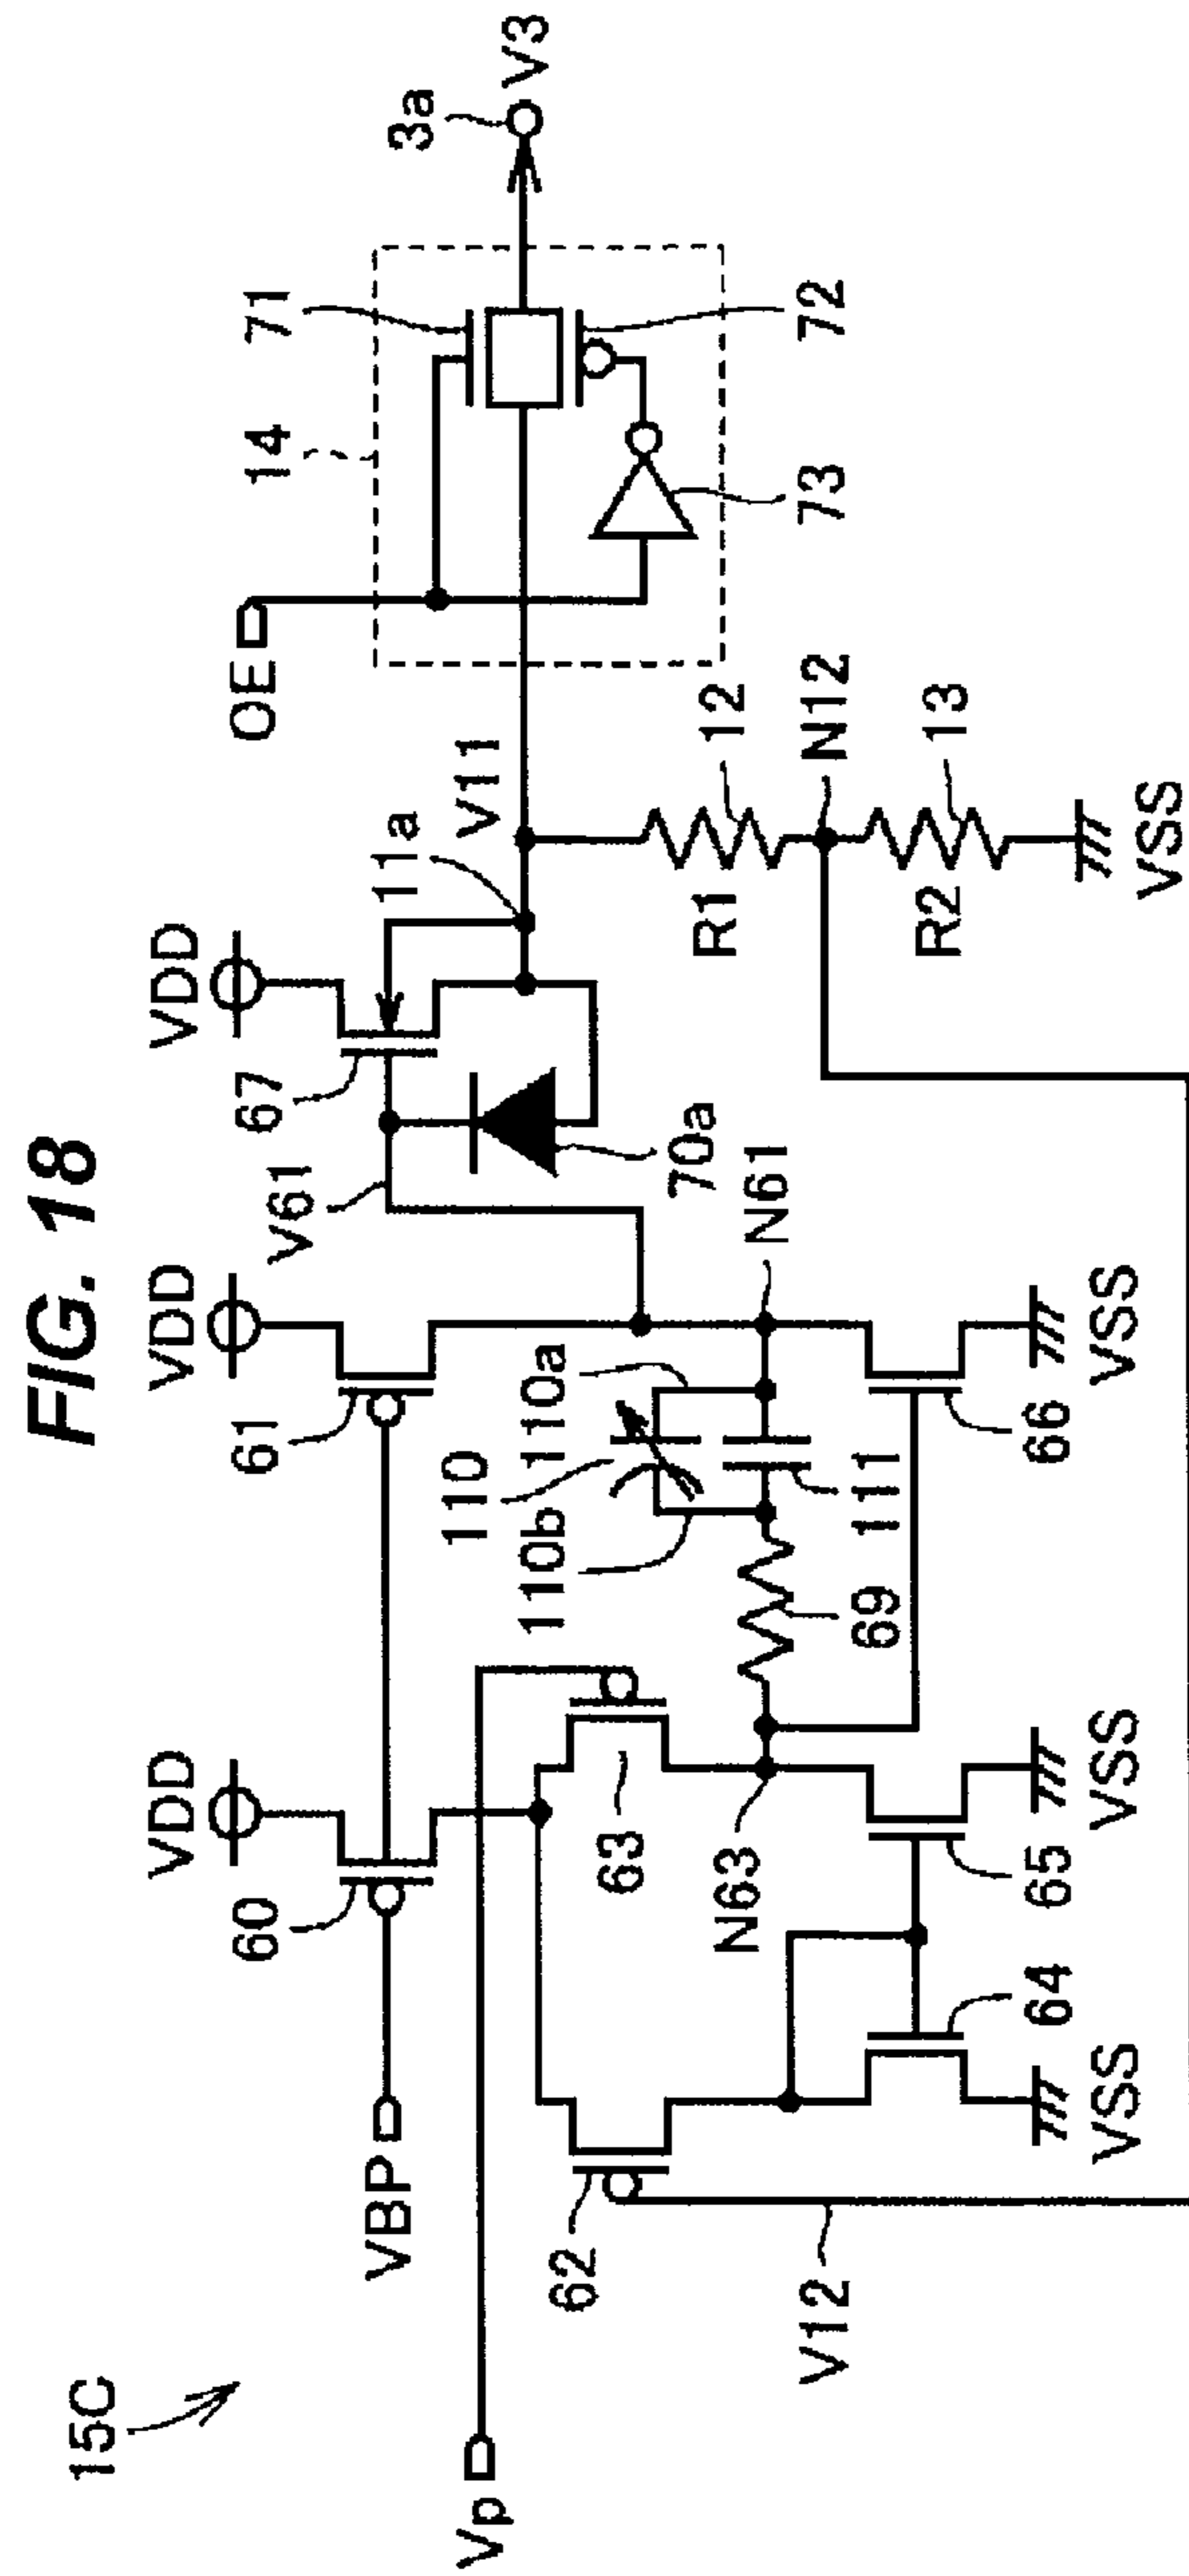 FIG. 18
15C
VDD
VDD
VDD
OE
14
71
3a
V3
60
61
67
V61
11a
V11
VBP
110
110b
110a
70a
73
72
Vp
62
63
N63
69
111
N61
R1
12
N12
R2
13
V12
64
65
66
VSS
VSS
VSS
VSS